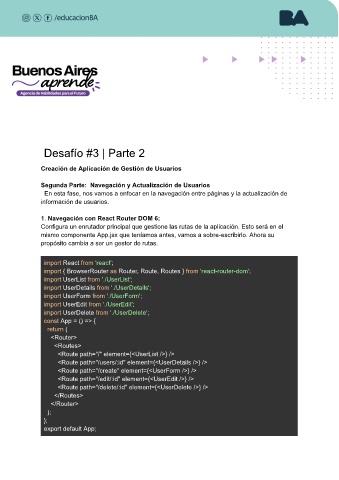 /educacionBA
BA
Buenos Aires
aprende
Agencia de Habilidades para el Futuro
Desafío #3 | Parte 2
Creación de Aplicación de Gestión de Usuarios
Segunda Parte: Navegación y Actualización de Usuarios
En esta fase, nos vamos a enfocar en la navegación entre páginas y la actualización de
información de usuarios.
1. Navegación con React Router DOM 6:
Configura un enrutador principal que gestione las rutas de la aplicación. Esto será en el
mismo componente App.jsx que teníamos antes, vamos a sobre-escribirlo. Ahora su
propósito cambia a ser un gestor de rutas.
import React from 'react';
import { BrowserRouter as Router, Route, Routes } from 'react-router-dom';
import UserList from './UserList';
import UserDetails from './UserDetails';
import UserForm from './UserForm';
import UserEdit from './UserEdit';
import UserDelete from './UserDelete';
const App = () => {
return (
<Router>
<Routes>
<Route path="/" element={<UserList />} />
<Route path="/users/:id" element={<UserDetails />} />
<Route path="/create" element={<UserForm />} />
<Route path="/edit/:id" element={<UserEdit />} />
<Route path="/delete/:id" element={<UserDelete />} />
</Routes>
</Router>
);
};
export default App;